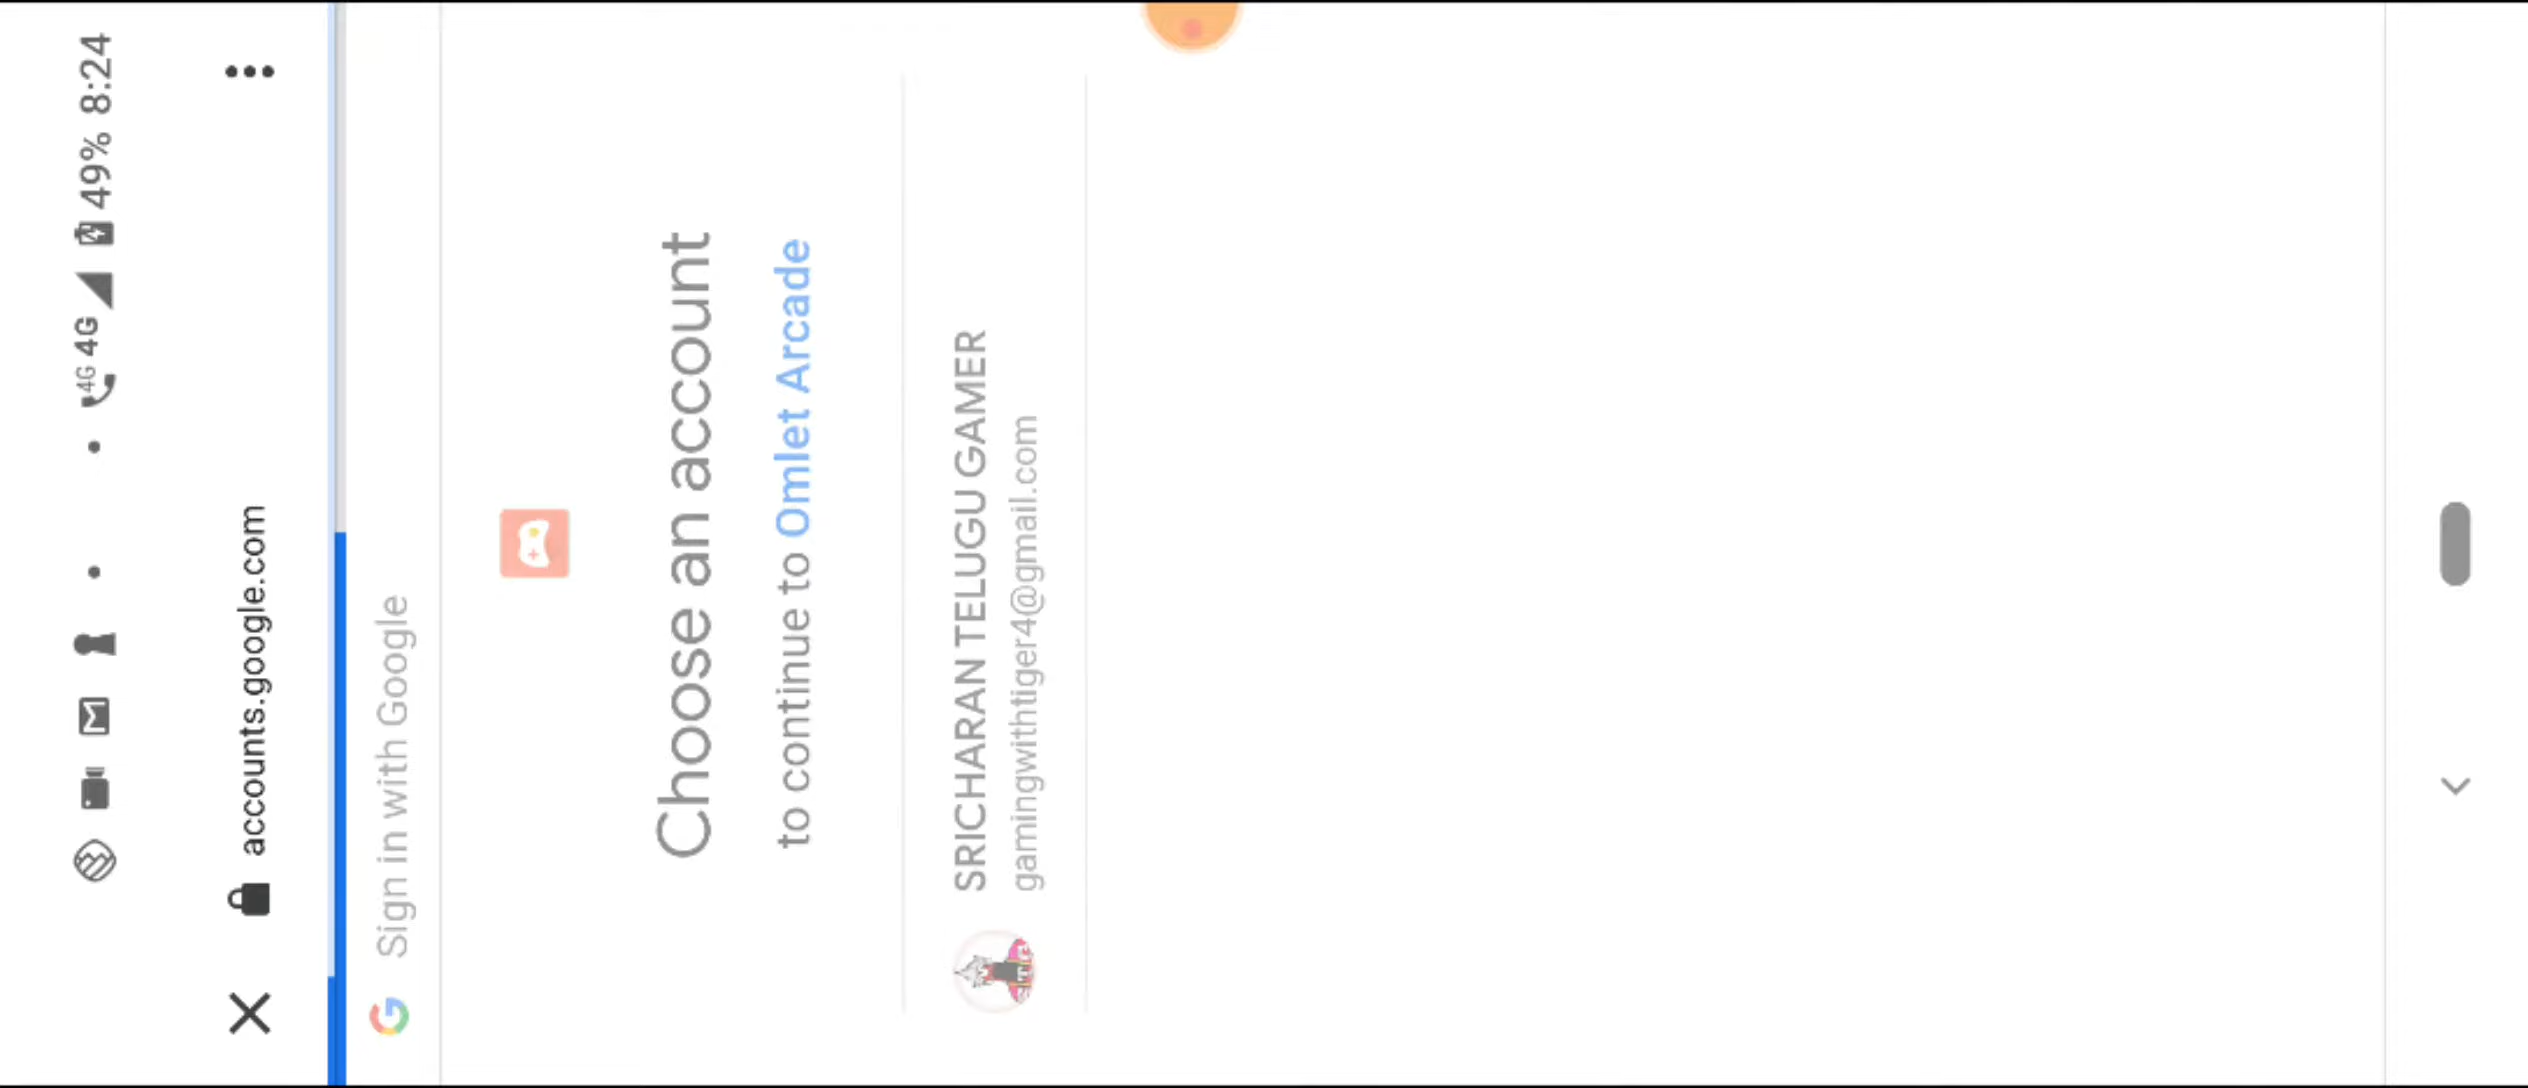 4G 4G 49% 8:24
accounts.google.com
Sign in with Google
Choose an account
to continue to Omlet Arcade
SRICHARAN TELUGU GAMER
gamingwithtiger4@gmail.com